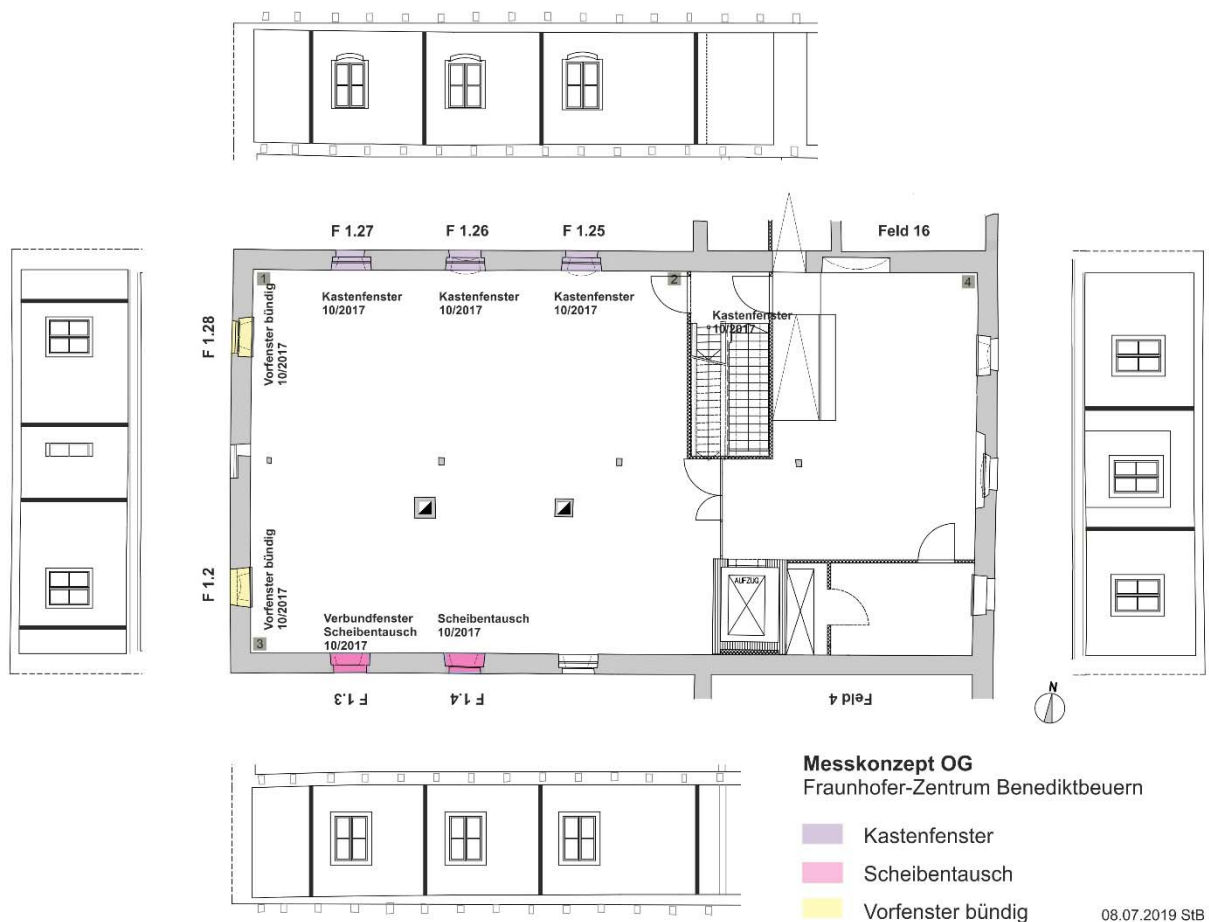 F 1.27
F 1.26
F 1.25
Feld 16
1
2
4
Kastenfenster
10/2017
Kastenfenster
10/2017
Kastenfenster
10/2017
Kastenfenster
10/2017
F 1.28
Vorfenster bündig
10/2017
F 1.2
Vorfenster bündig
10/2017
AUFZUG
Verbundfenster
Scheibentausch
10/2017
Scheibentausch
10/2017
3
F 1.3
F 1.4
Feld 4
N
Messkonzept OG
Fraunhofer-Zentrum Benediktbeuern
Kastenfenster
Scheibentausch
Vorfenster bündig
08.07.2019 StB